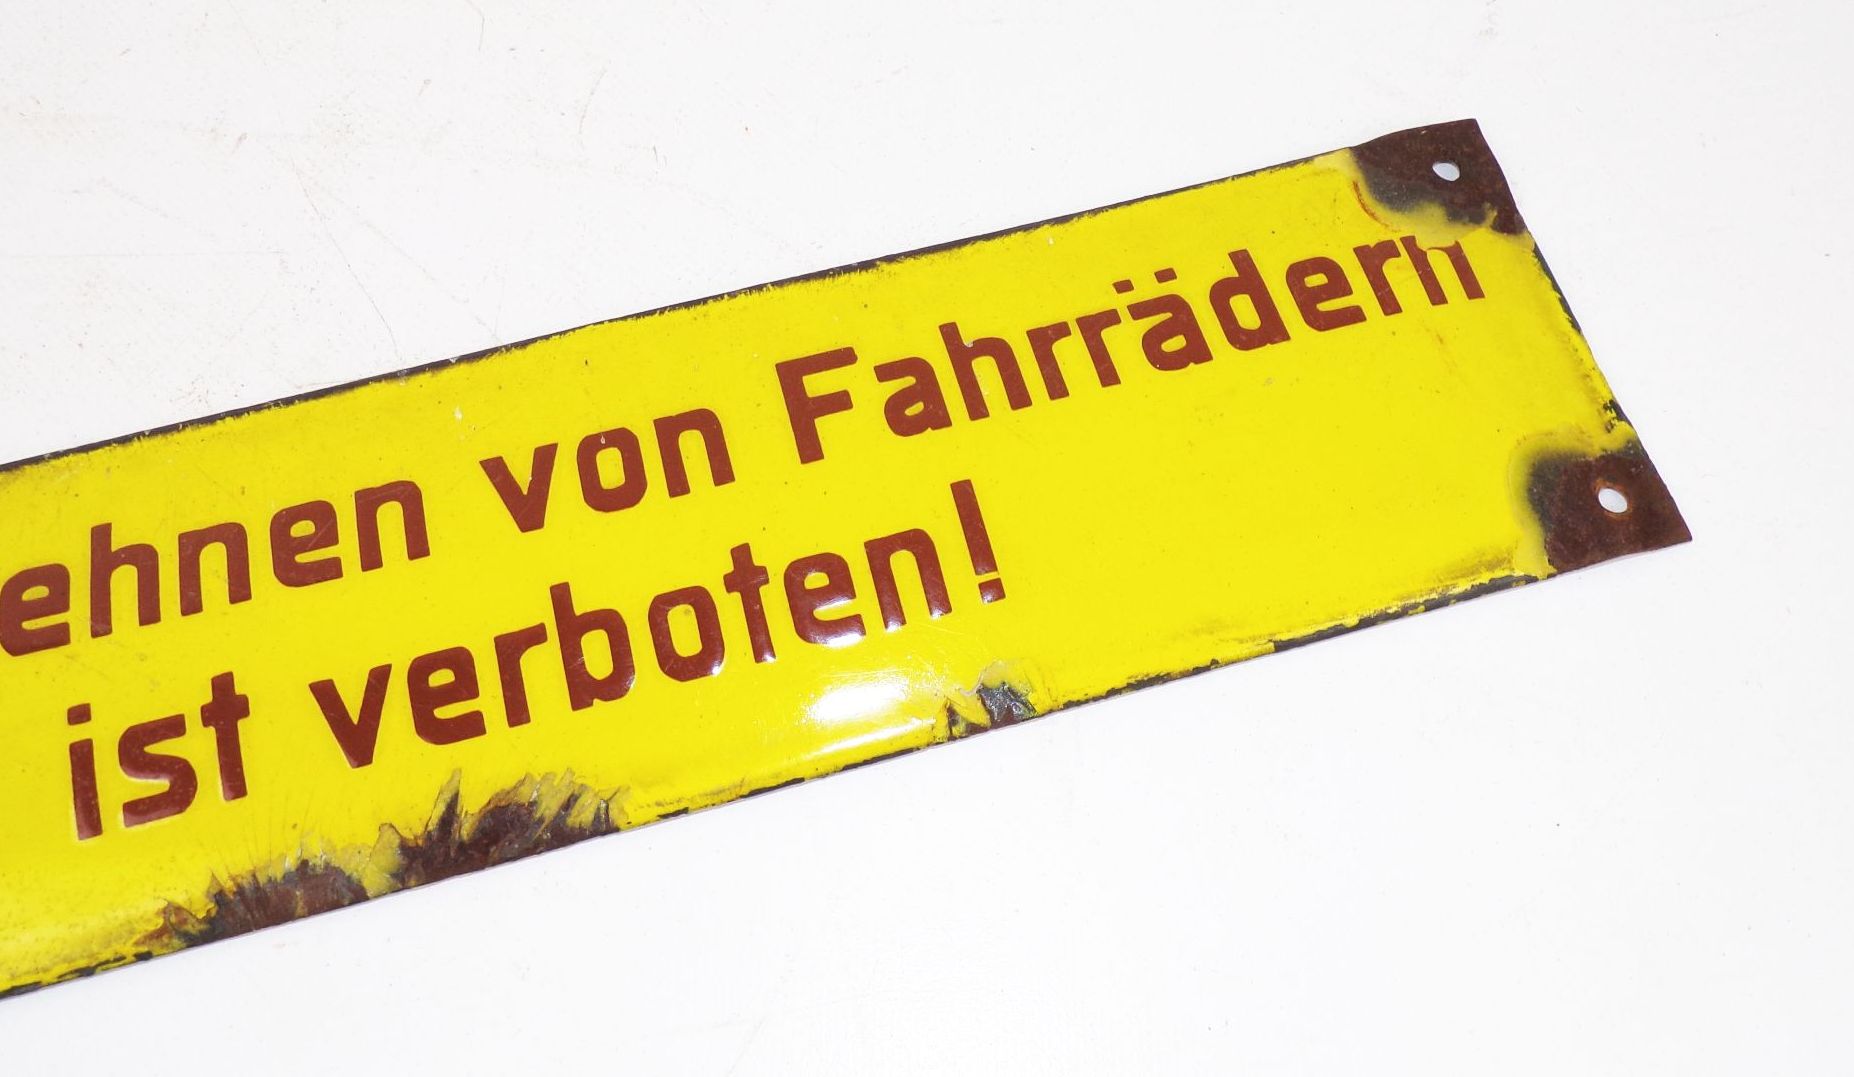 ehnen von Fahrrädern
ist verboten!